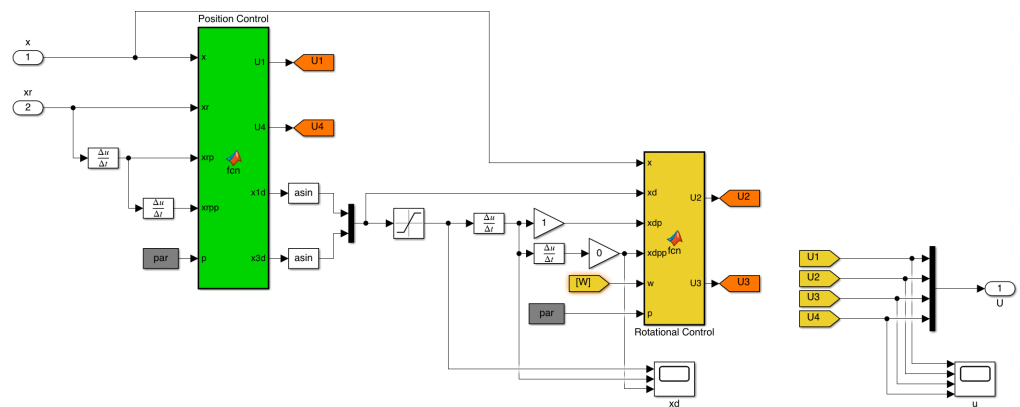 Position Control
x
1
x
U1
U1
xr
2
xr
U4
U4
Δu
Δt
xrp
fcn
Δu
Δt
xrpp
x1d
asin
par
p
x3d
asin
Δu
Δt
1
Δu
Δt
0
[W]
par
x
xd
U2
U2
xdp
xdpp
fcn
w
U3
U3
p
Rotational Control
xd
U1
U2
U3
U4
1
U
u